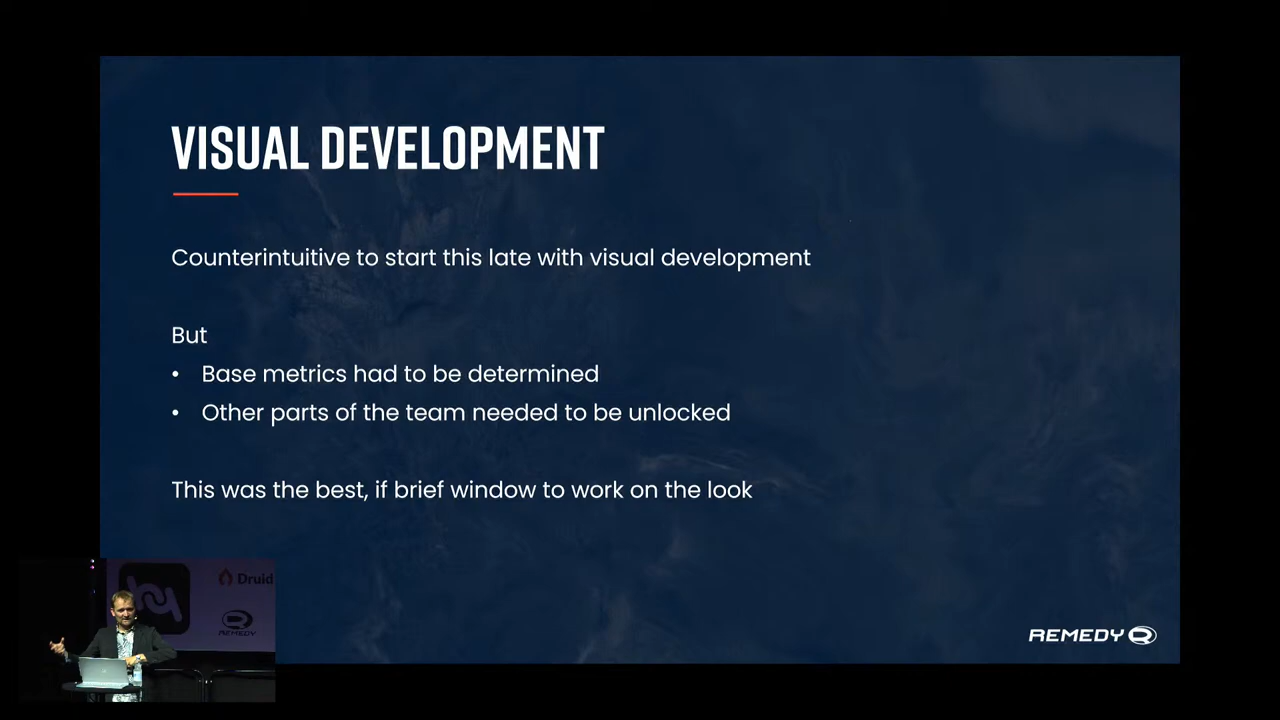 VISUAL DEVELOPMENT
Counterintuitive to start this late with visual development
But
• Base metrics had to be determined
• Other parts of the team needed to be unlocked
This was the best, if brief window to work on the look
REMEDY
Druid
REMEDY